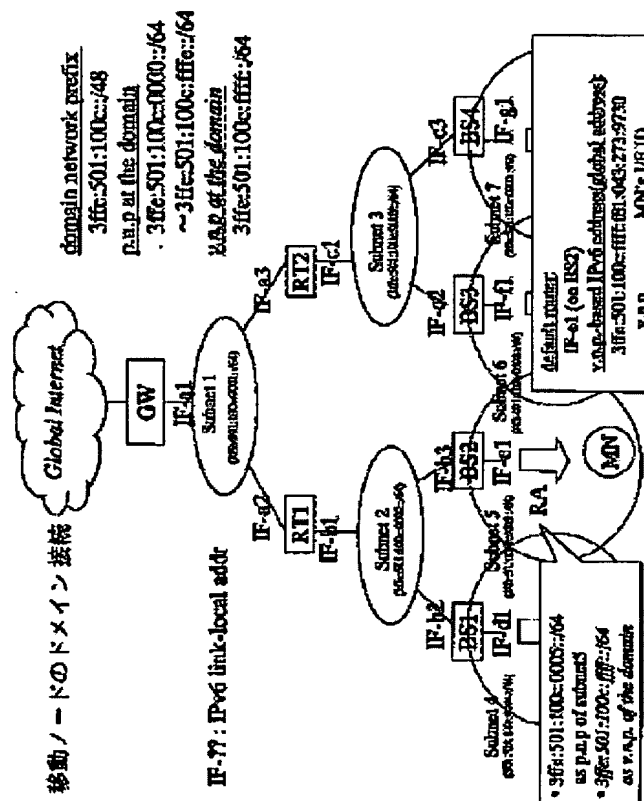 移動ノードのドメイン接続
Global Internet
GW
IF-a1
Subnet 1
domain network prefix
3ffe:501:100c::/48
p.n.p at the domain
3ffe:501:100c:0000::/64
~3ffe:501:100c:fffe::/64
v.n.p at the domain
3ffe:501:100c:ffff::/64
IF-??: IPv6 link-local addr
IF-a2
IF-a3
RT1
RT2
IF-b1
IF-c1
Subnet 2
Subnet 3
IF-b2
IF-b3
IF-c2
IF-c3
BS1
BS2
BS3
BS4
IF-d1
IF-e1
IF-f1
IF-g1
Subnet 4
Subnet 5
Subnet 6
Subnet 7
RA
MN
• 3ffe:501:100c:0005::/64
as p.n.p of subnet5
• 3ffe:501:100c:ffff::/64
as v.n.p. of the domain
default router:
IF-e1 (on BS2)
v.n.p-based IPv6 address(global address):
v.n.p
MN's I/F ID